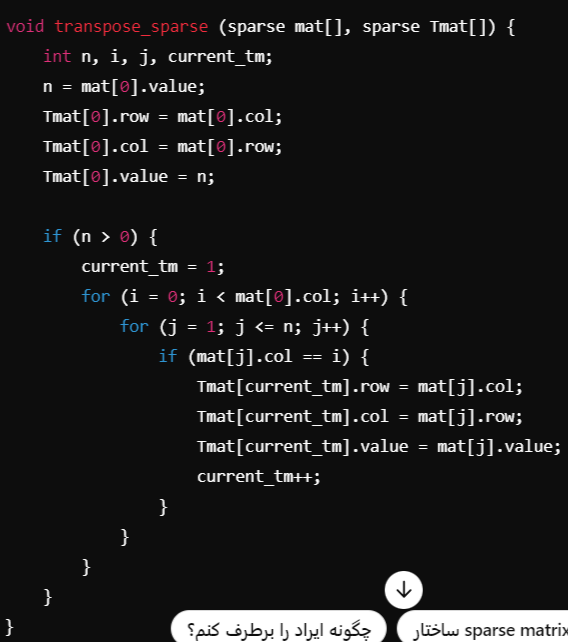 void transpose_sparse (sparse mat[], sparse Tmat[]) {
    int n, i, j, current_tm;
    n = mat[0].value;
    Tmat[0].row = mat[0].col;
    Tmat[0].col = mat[0].row;
    Tmat[0].value = n;

    if (n > 0) {
        current_tm = 1;
        for (i = 0; i < mat[0].col; i++) {
            for (j = 1; j <= n; j++) {
                if (mat[j].col == i) {
                    Tmat[current_tm].row = mat[j].col;
                    Tmat[current_tm].col = mat[j].row;
                    Tmat[current_tm].value = mat[j].value;
                    current_tm++;
                }
            }
        }
    }
}
چگونه ایراد را برطرف کنم؟
ساختار sparse matrix